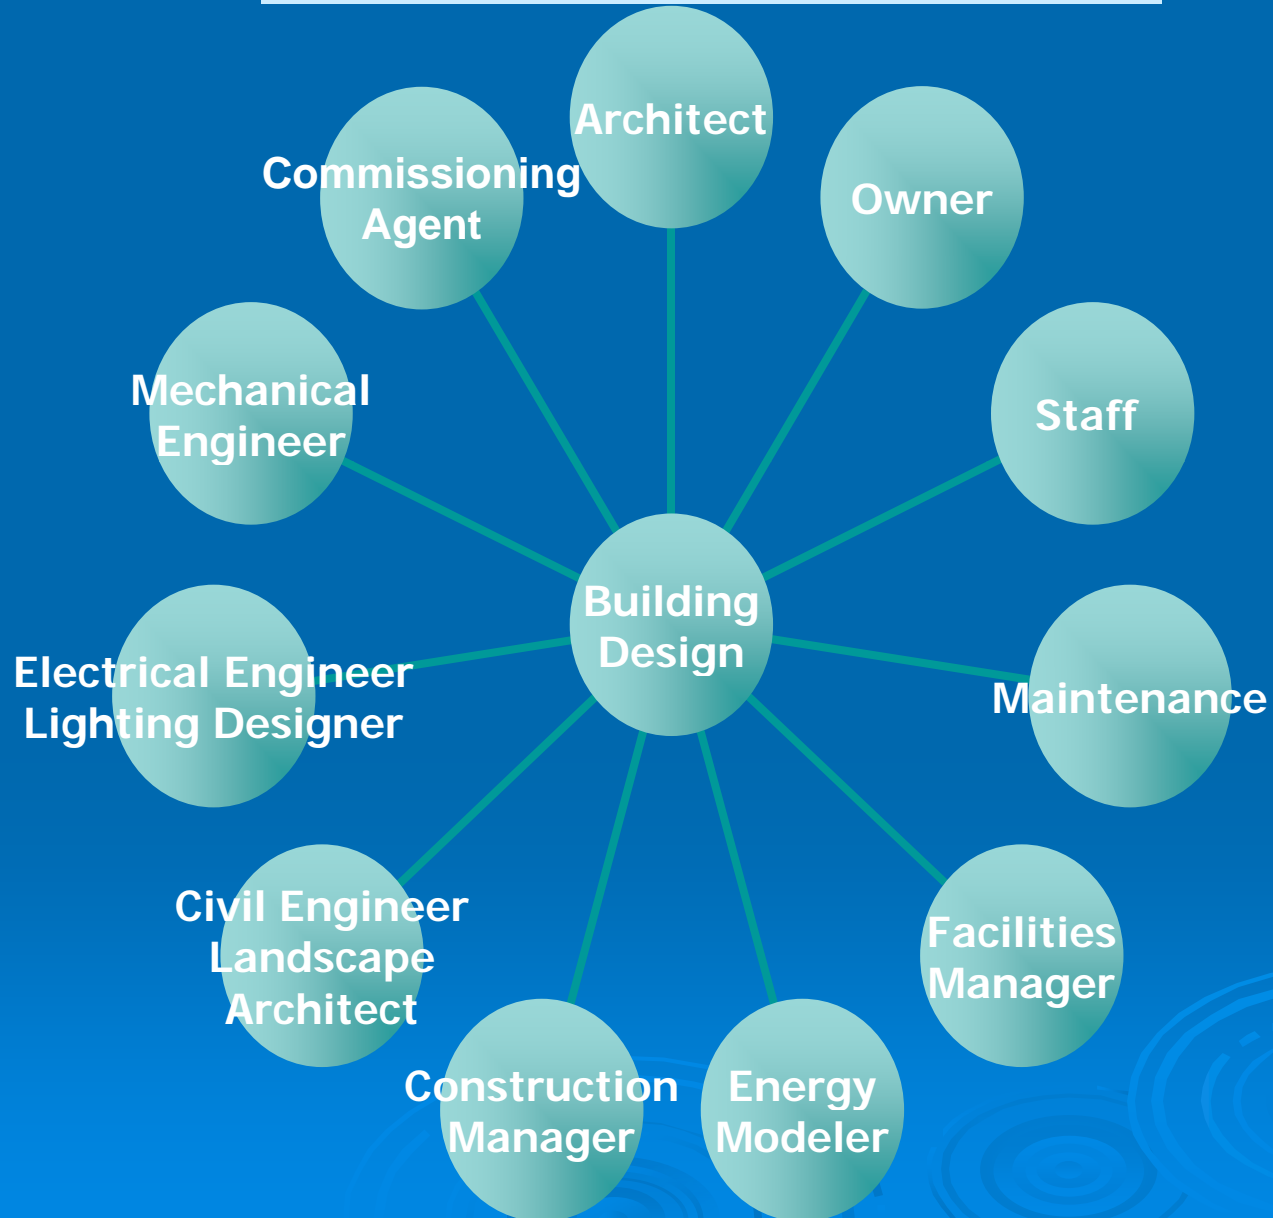 Architect
Commissioning
Agent
Owner
Mechanical
Engineer
Staff
Building
Design
Electrical Engineer
Lighting Designer
Maintenance
Civil Engineer
Landscape
Architect
Facilities
Manager
Construction
Manager
Energy
Modeler